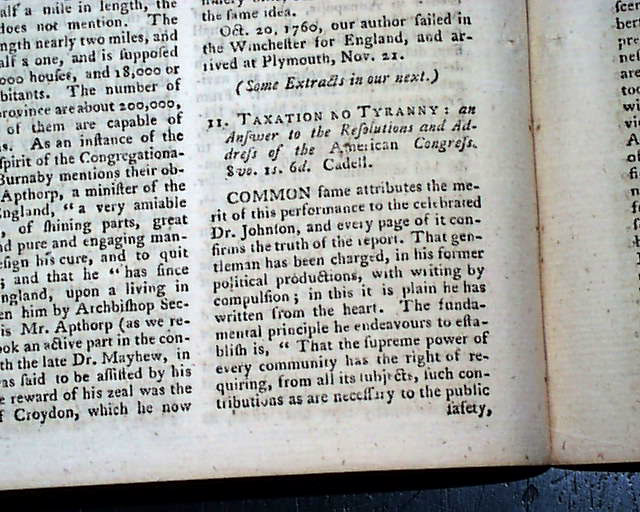 alf a mile in length, the
does not mention. The
ngth nearly two miles, and
alf a one, and is supposed
000 houses, and 18,000 or
bitants. The number of
province are about 200,000,
of them are capable of
s. As an instance of the
spirit of the Congregationa-
Burnaby mentions their ob-
Apthorp, a minister of the
England, "a very amiable
, of shining parts, great
nd pure and engaging man-
esign his cure, and to quit
; and that he "has since
ngland, upon a living in
en him by Archbishop Sec-
is Mr. Apthorp (as we re-
ook an active part in the con-
th the late Dr. Mayhew, in
was said to be assisted by his
e reward of his zeal was the
f Croydon, which he now
the same idea.
Oct. 20, 1760, our author sailed in
the Winchester for England, and ar-
rived at Plymouth, Nov. 21.
(Some Extracts in our next.)
11. TAXATION NO TYRANNY: an
Answer to the Resolutions and Ad-
dress of the American Congress.
8vo. 1s. 6d. Cadell.
COMMON fame attributes the me-
rit of this performance to the celebrated
Dr. Johnson, and every page of it con-
firms the truth of the report. That gen-
tleman has been charged, in his former
political productions, with writing by
compulsion; in this it is plain he has
written from the heart. The funda-
mental principle he endeavours to esta-
blish is, "That the supreme power of
every community has the right of re-
quiring, from all its subjects, such con-
tributions as are necessary to the public
safety,